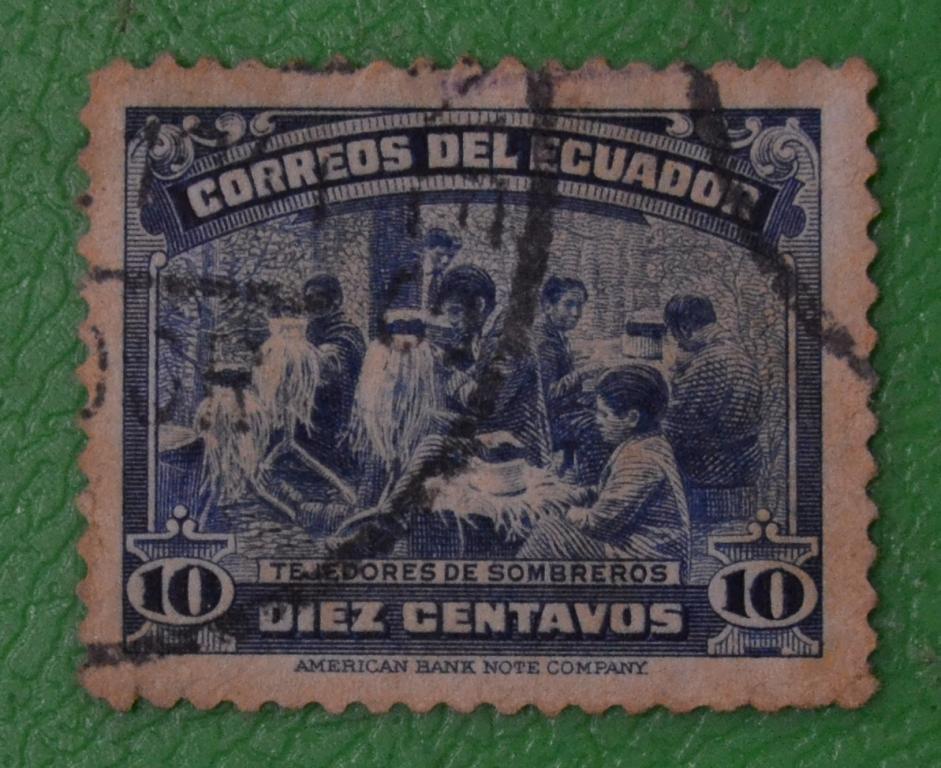 CORREOS DEL ECUADOR
TEJEDORES DE SOMBREROS
10 DIEZ CENTAVOS 10
AMERICAN BANK NOTE COMPANY.